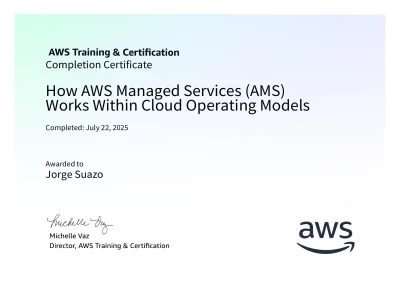 AWS Training & Certification
Completion Certificate
How AWS Managed Services (AMS)
Works Within Cloud Operating Models
Completed: July 22, 2025
Awarded to
Jorge Suazo
Michelle Vaz
Michelle Vaz
Director, AWS Training & Certification
aws